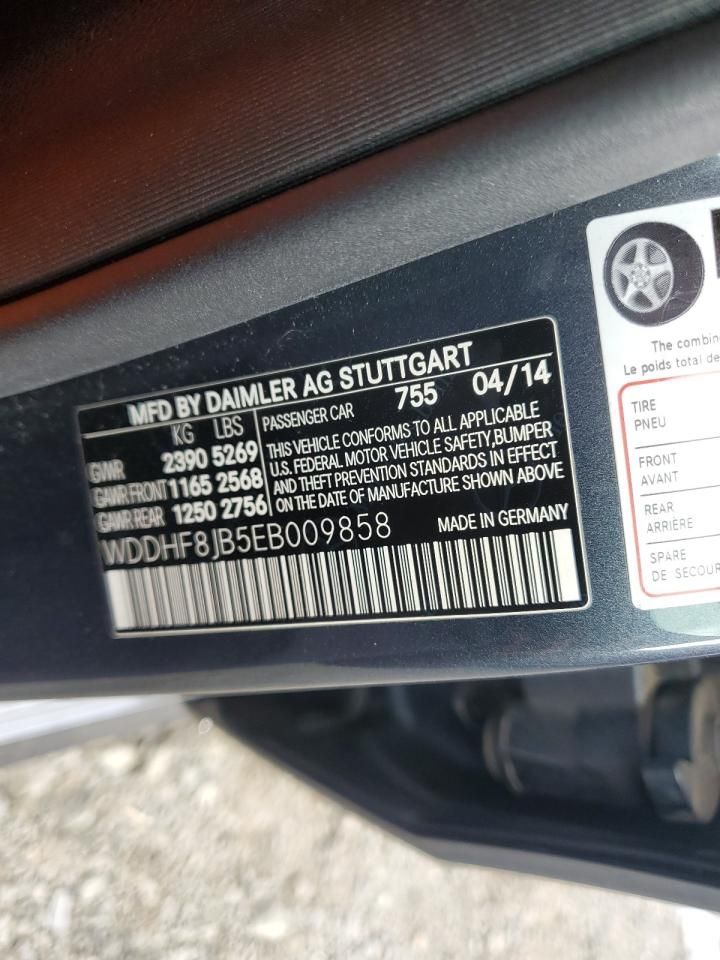 MFD BY DAIMLER AG STUTTGART
KG LBS
GVWR 2390 5269
GAWR FRONT 1165 2568
GAWR REAR 1250 2756
PASSENGER CAR 755 04/14
THIS VEHICLE CONFORMS TO ALL APPLICABLE
U.S. FEDERAL MOTOR VEHICLE SAFETY, BUMPER
AND THEFT PREVENTION STANDARDS IN EFFECT
ON THE DATE OF MANUFACTURE SHOWN ABOVE
WDDHF8JB5EB009858 MADE IN GERMANY
The combin
Le poids total de
TIRE
PNEU
FRONT
AVANT
REAR
ARRIÈRE
SPARE
DE SECOUR